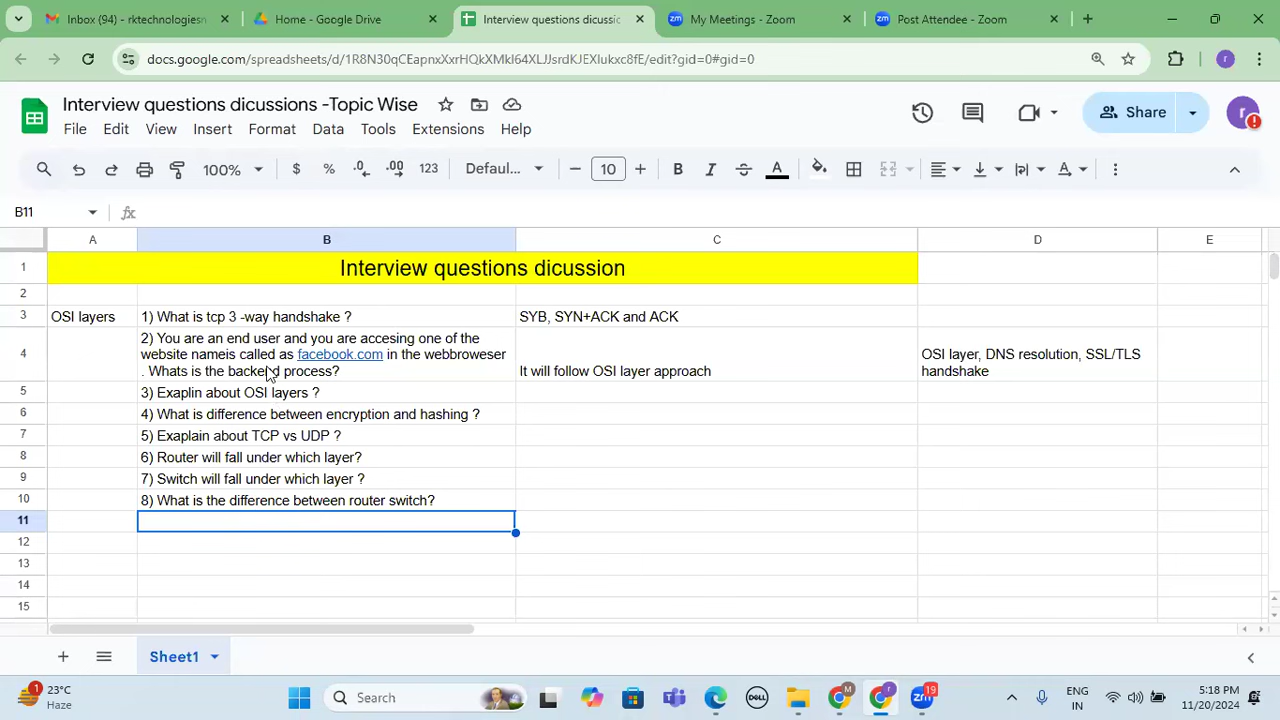 Inbox (94) - rktechnologiesn
Home - Google Drive
Interview questions dicussic
My Meetings - Zoom
Post Attendee - Zoom
docs.google.com/spreadsheets/d/1R8N30qCEapnxXxrHQkXMkl64XLJJsrdKJEXlukxc8fE/edit?gid=0#gid=0
Interview questions dicussions -Topic Wise
File Edit View Insert Format Data Tools Extensions Help
Share
100% $ % .0 .00 123 Defaul... 10 B I A
B11 fx
A B C D E
1 Interview questions dicussion
2
3 OSI layers 1) What is tcp 3 -way handshake ? SYB, SYN+ACK and ACK
2) You are an end user and you are accesing one of the
website nameis called as facebook.com in the webbroweser OSI layer, DNS resolution, SSL/TLS
4 . Whats is the backend process? It will follow OSI layer approach handshake
5 3) Exaplin about OSI layers ?
6 4) What is difference between encryption and hashing ?
7 5) Exaplain about TCP vs UDP ?
8 6) Router will fall under which layer?
9 7) Switch will fall under which layer ?
10 8) What is the difference between router switch?
11
12
13
14
15
Sheet1
1 23°C
Haze
Search
DELL
M
r
zm
19
ENG
IN
5:18 PM
11/20/2024